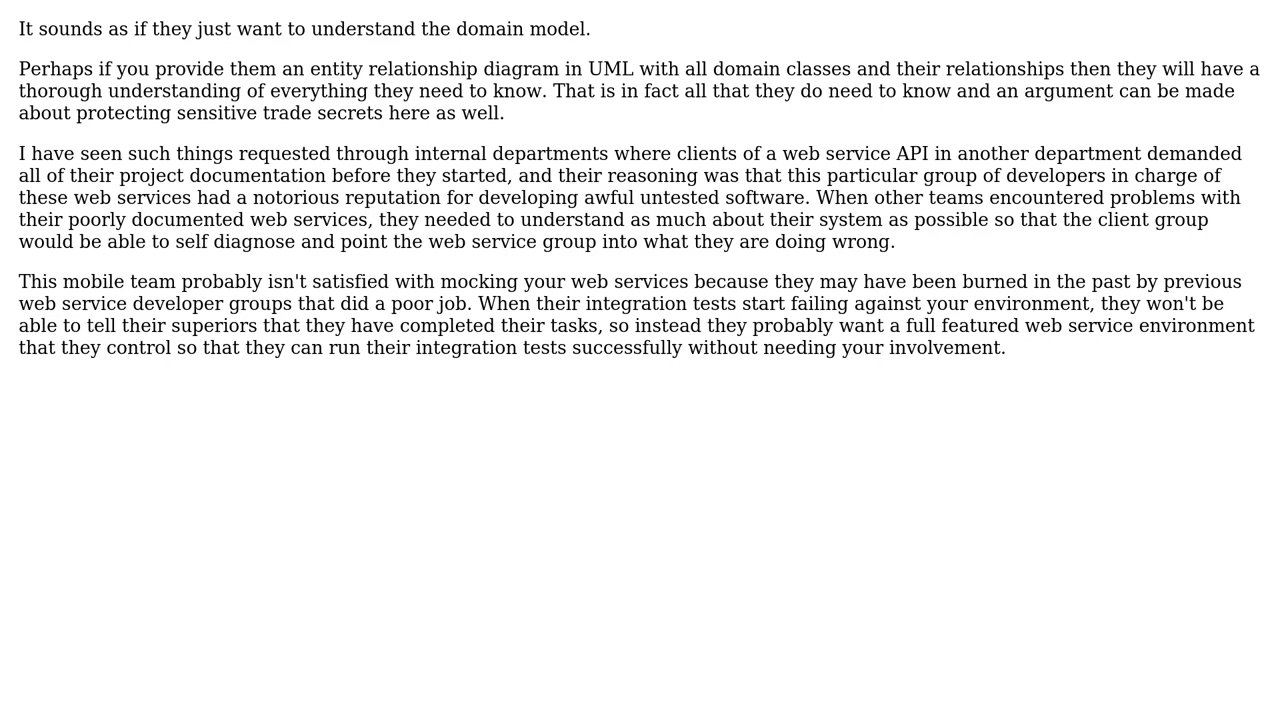 It sounds as if they just want to understand the domain model.
Perhaps if you provide them an entity relationship diagram in UML with all domain classes and their relationships then they will have a
thorough understanding of everything they need to know. That is in fact all that they do need to know and an argument can be made
about protecting sensitive trade secrets here as well.
I have seen such things requested through internal departments where clients of a web service API in another department demanded
all of their project documentation before they started, and their reasoning was that this particular group of developers in charge of
these web services had a notorious reputation for developing awful untested software. When other teams encountered problems with
their poorly documented web services, they needed to understand as much about their system as possible so that the client group
would be able to self diagnose and point the web service group into what they are doing wrong.
This mobile team probably isn't satisfied with mocking your web services because they may have been burned in the past by previous
web service developer groups that did a poor job. When their integration tests start failing against your environment, they won't be
able to tell their superiors that they have completed their tasks, so instead they probably want a full featured web service environment
that they control so that they can run their integration tests successfully without needing your involvement.